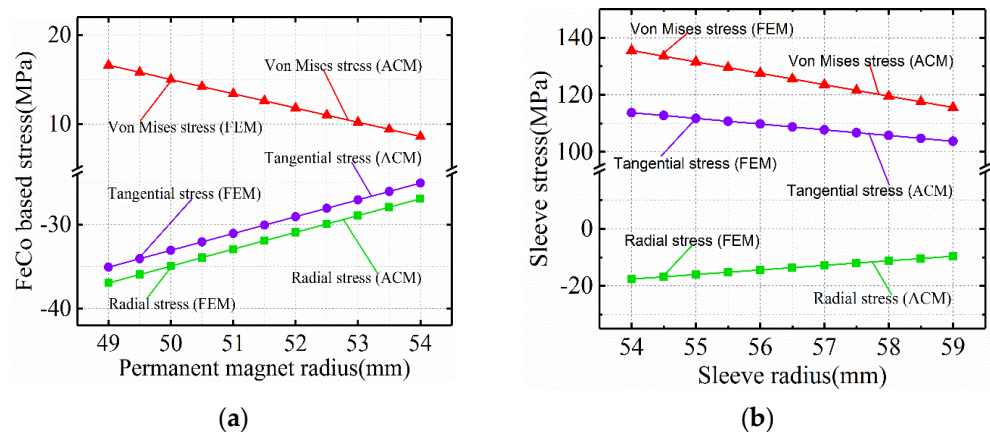 20
10
-30
-40
FeCo based stress(MPa)
Von Mises stress (ACM)
Von Mises stress (FEM)
Tangential stress (ACM)
Tangential stress (FEM)
Radial stress (ACM)
Radial stress (FEM)
49 50 51 52 53 54
Permanent magnet radius(mm)
(a)
140
120
100
0
-20
Sleeve stress(MPa)
Von Mises stress (FEM)
Von Mises stress (ACM)
Tangential stress (FEM)
Tangential stress (ACM)
Radial stress (FEM)
Radial stress (ACM)
54 55 56 57 58 59
Sleeve radius(mm)
(b)